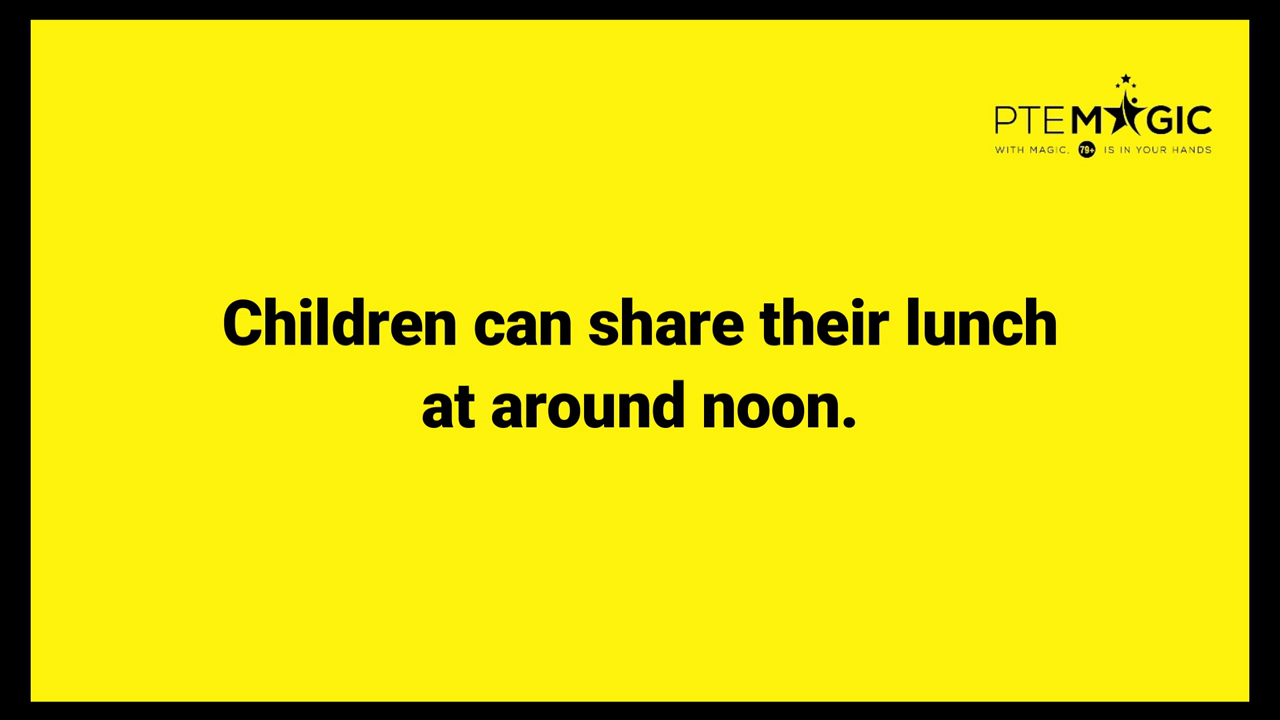 PTEMAGIC
WITH MAGIC, 79+ IS IN YOUR HANDS
Children can share their lunch
at around noon.